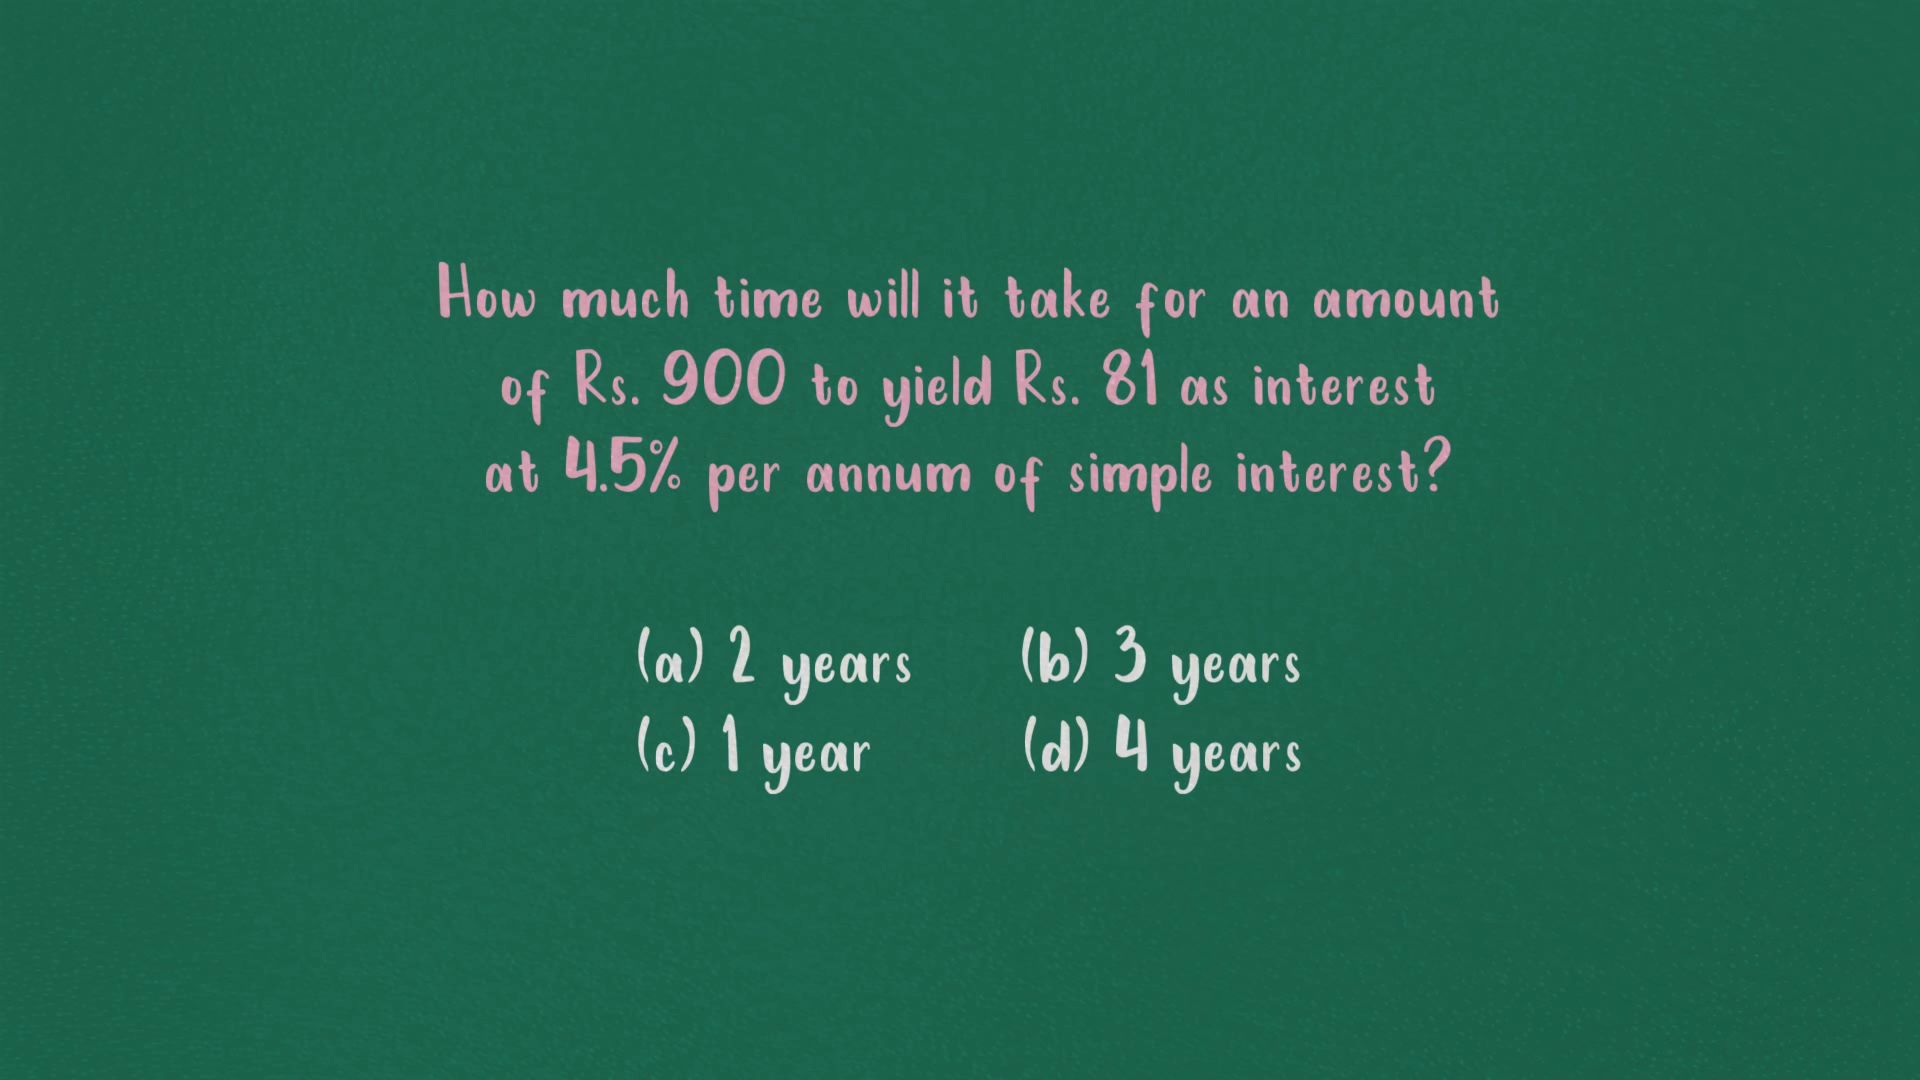 How much time will it take for an amount
of Rs. 900 to yield Rs. 81 as interest
at 4.5% per annum of simple interest?
(a) 2 years (b) 3 years
(c) 1 year (d) 4 years